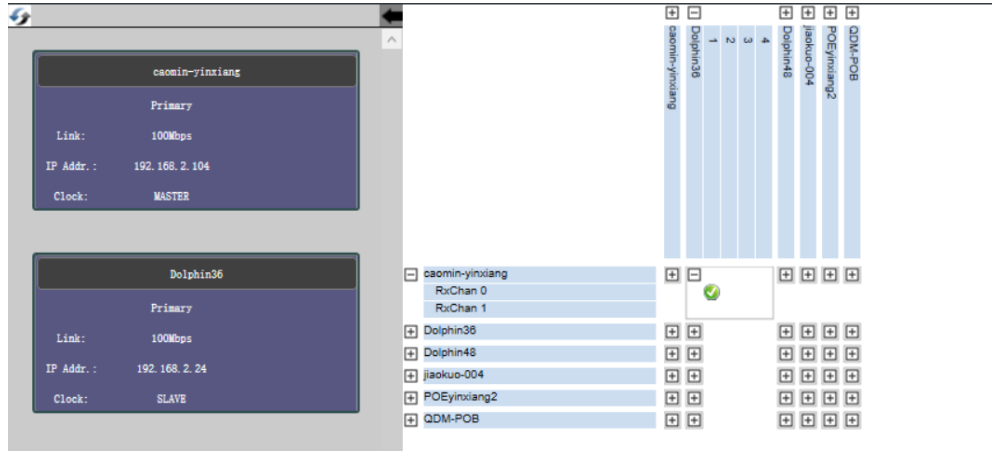 caomin-yinxiang
Primary
Link: 100Mbps
IP Addr.: 192.168.2.104
Clock: MASTER
Dolphin36
Primary
Link: 100Mbps
IP Addr.: 192.168.2.24
Clock: SLAVE
caomin-yinxiang
Dolphin36
1
2
3
4
Dolphin48
jiaokuo-004
POEyinxiang2
QDM-POB
caomin-yinxiang
RxChan 0
RxChan 1
Dolphin36
Dolphin48
jiaokuo-004
POEyinxiang2
QDM-POB